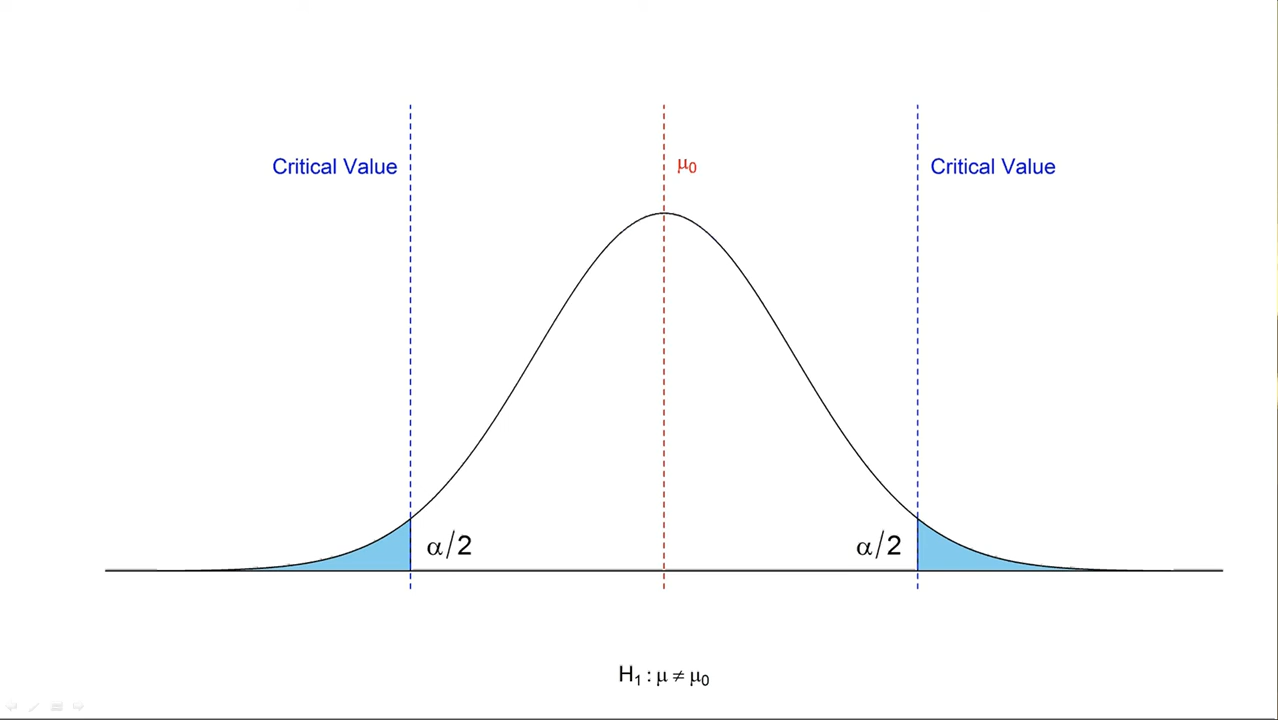 Critical Value
μ₀
Critical Value
α/2
α/2
H₁ : μ ≠ μ₀